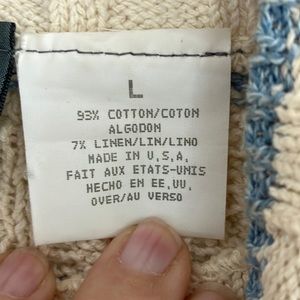 L
93% COTTON/COTON
ALGODON
7% LINEN/LIN/LINO
MADE IN U.S.A.
FAIT AUX ETATS-UNIS
HECHO EN EE.UU.
OVER/AU VERSO